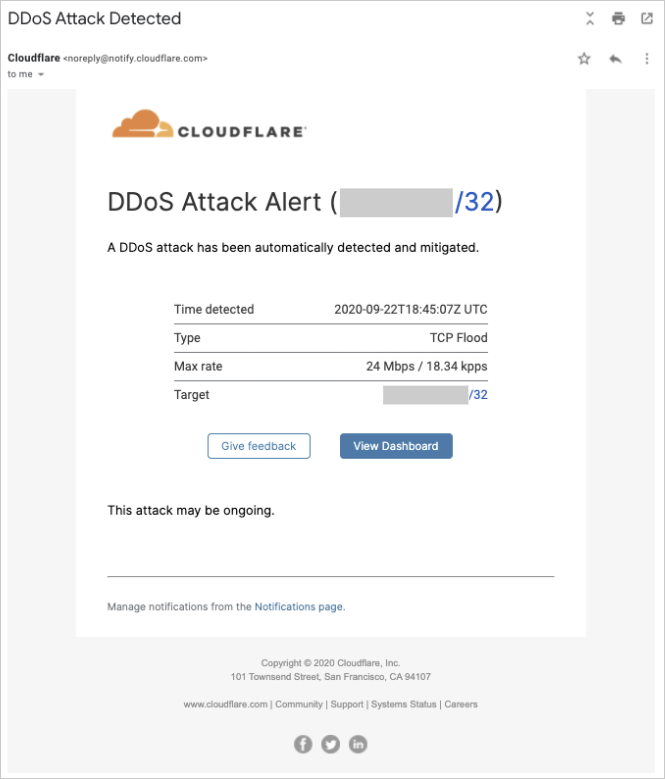 DDoS Attack Detected
Cloudflare <noreply@notify.cloudflare.com>
to me
CLOUDFLARE
DDoS Attack Alert ( /32)
A DDoS attack has been automatically detected and mitigated.
Time detected 2020-09-22T18:45:07Z UTC
Type TCP Flood
Max rate 24 Mbps / 18.34 kpps
Target /32
Give feedback View Dashboard
This attack may be ongoing.
Manage notifications from the Notifications page.
Copyright © 2020 Cloudflare, Inc.
101 Townsend Street, San Francisco, CA 94107
www.cloudflare.com | Community | Support | Systems Status | Careers